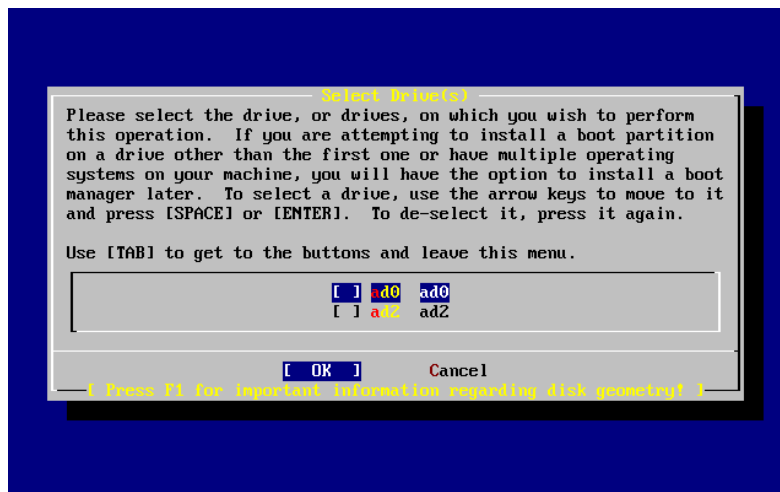 Select Drive(s)
Please select the drive, or drives, on which you wish to perform
this operation.  If you are attempting to install a boot partition
on a drive other than the first one or have multiple operating
systems on your machine, you will have the option to install a boot
manager later.  To select a drive, use the arrow keys to move to it
and press [SPACE] or [ENTER].  To de-select it, press it again.
Use [TAB] to get to the buttons and leave this menu.
[ ] ad0 ad0
[ ] ad2 ad2
[ OK ] Cancel
[ Press F1 for important information regarding disk geometry! ]